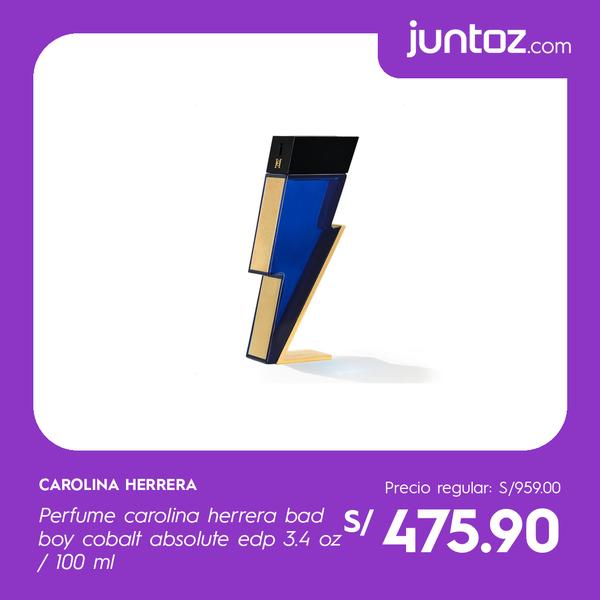 juntoz.com
CAROLINA HERRERA
Perfume carolina herrera bad
boy cobalt absolute edp 3.4 oz
/ 100 ml
Precio regular: S/959.00
S/ 475.90